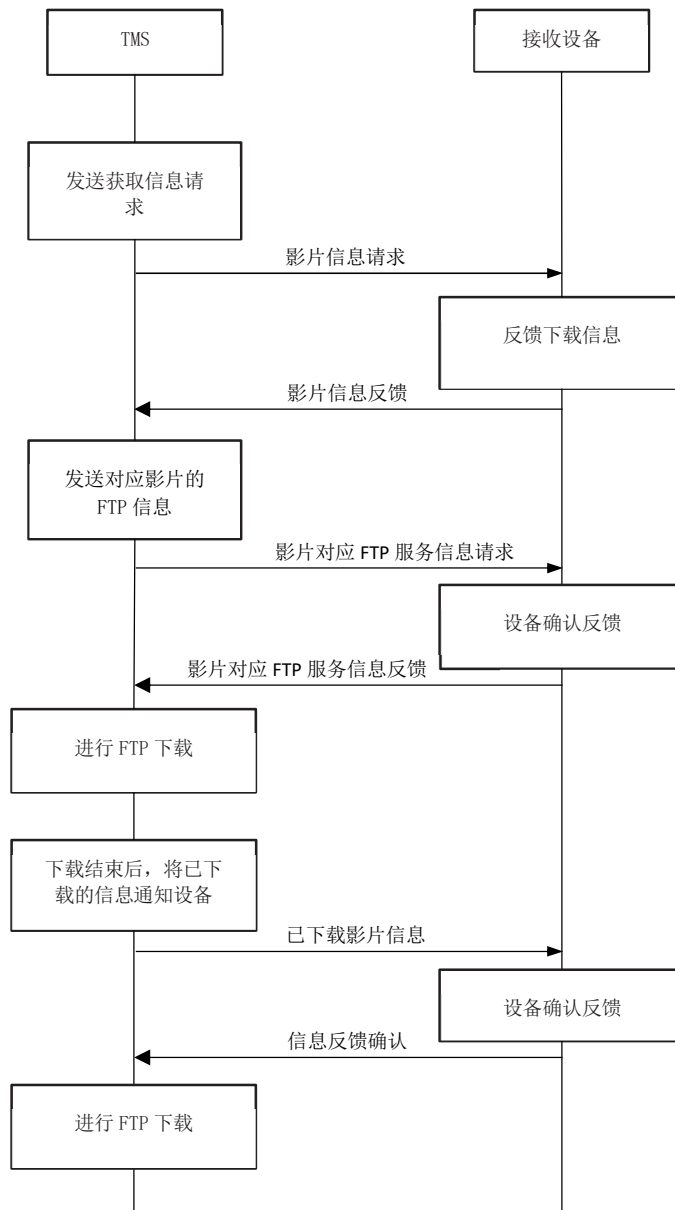 TMS
接收设备
发送获取信息请
求
影片信息请求
反馈下载信息
影片信息反馈
发送对应影片的
FTP 信息
影片对应 FTP 服务信息请求
设备确认反馈
影片对应 FTP 服务信息反馈
进行 FTP 下载
下载结束后，将已下
载的信息通知设备
已下载影片信息
设备确认反馈
信息反馈确认
进行 FTP 下载